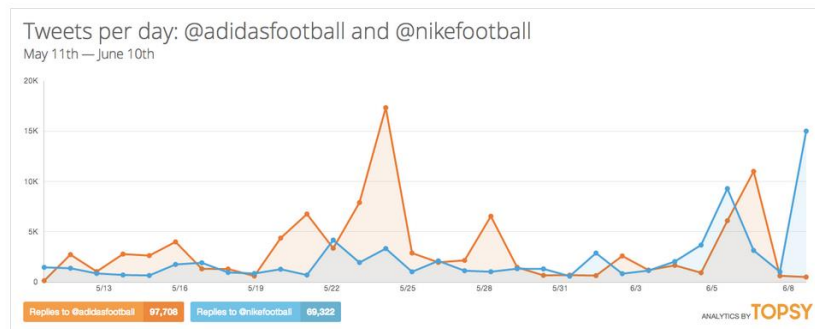 Tweets per day: @adidasfootball and @nikefootball
May 11th — June 10th
20K
15K
10K
5K
0
5/13 5/16 5/19 5/22 5/25 5/28 5/31 6/3 6/5 6/8
Replies to @adidasfootball 97,708 Replies to @nikefootball 69,322
ANALYTICS BY TOPSY